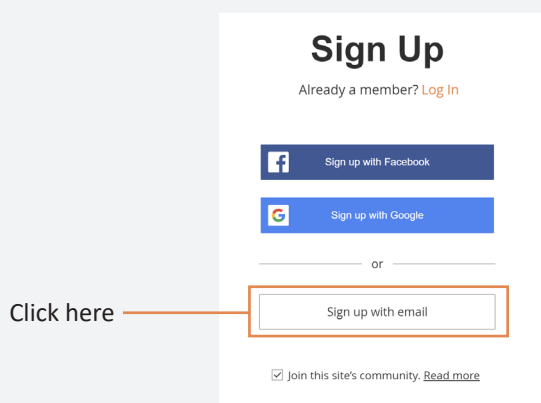 Sign Up
Already a member? Log In
Sign up with Facebook
Sign up with Google
or
Click here
Sign up with email
Join this site's community. Read more